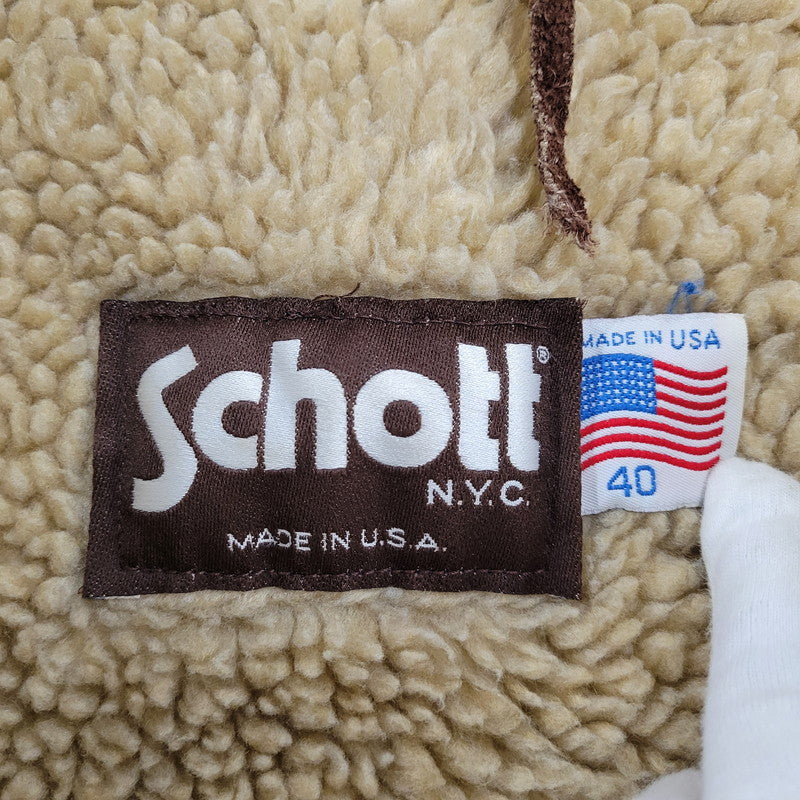 Schott®
N.Y.C.
MADE IN U.S.A.
MADE IN USA
40